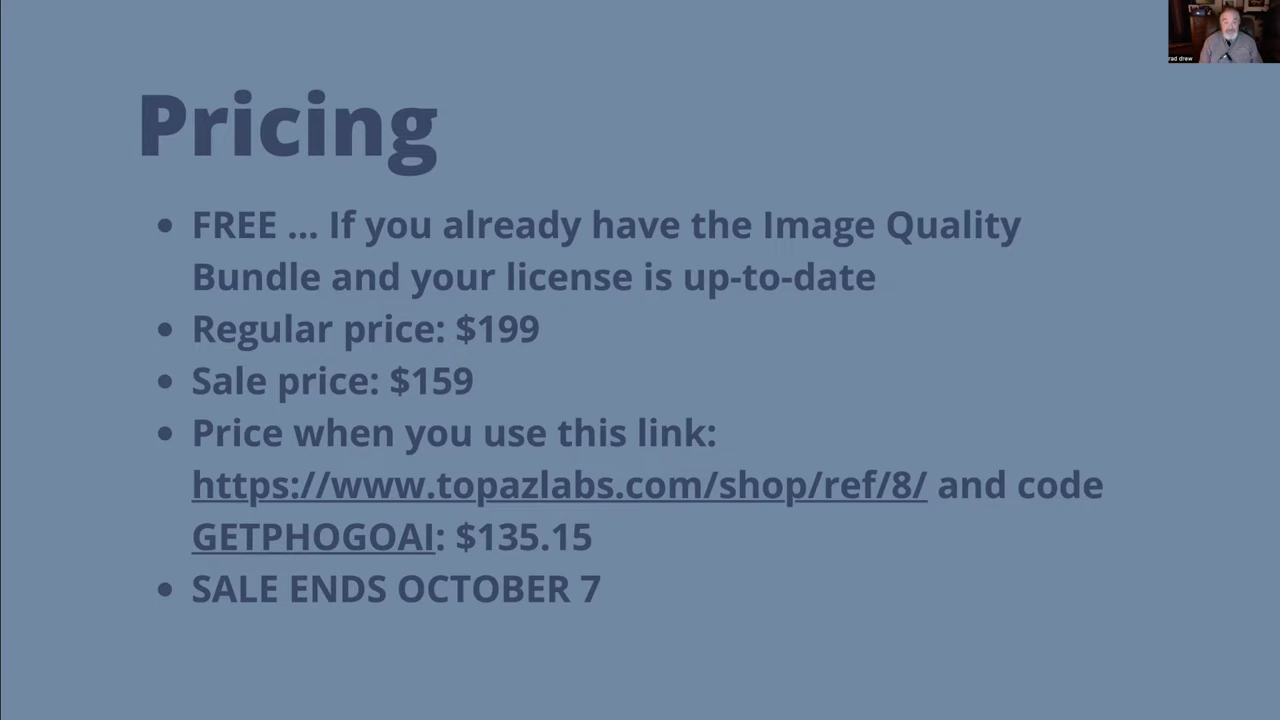 rad drew
Pricing
• FREE ... If you already have the Image Quality
Bundle and your license is up-to-date
• Regular price: $199
• Sale price: $159
• Price when you use this link:
https://www.topazlabs.com/shop/ref/8/ and code
GETPHOGOAI: $135.15
• SALE ENDS OCTOBER 7